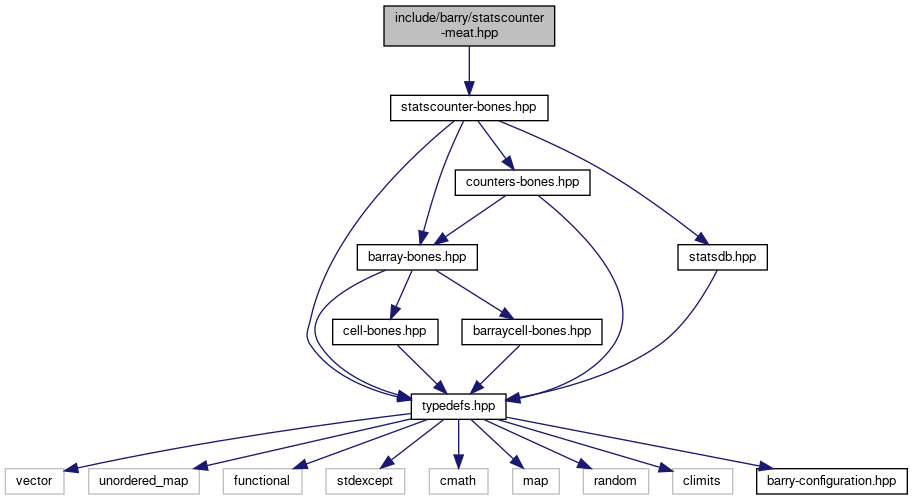 include/barry/statscounter
-meat.hpp
statscounter-bones.hpp
counters-bones.hpp
barray-bones.hpp
statsdb.hpp
cell-bones.hpp
barraycell-bones.hpp
typedefs.hpp
vector
unordered_map
functional
stdexcept
cmath
map
random
climits
barry-configuration.hpp